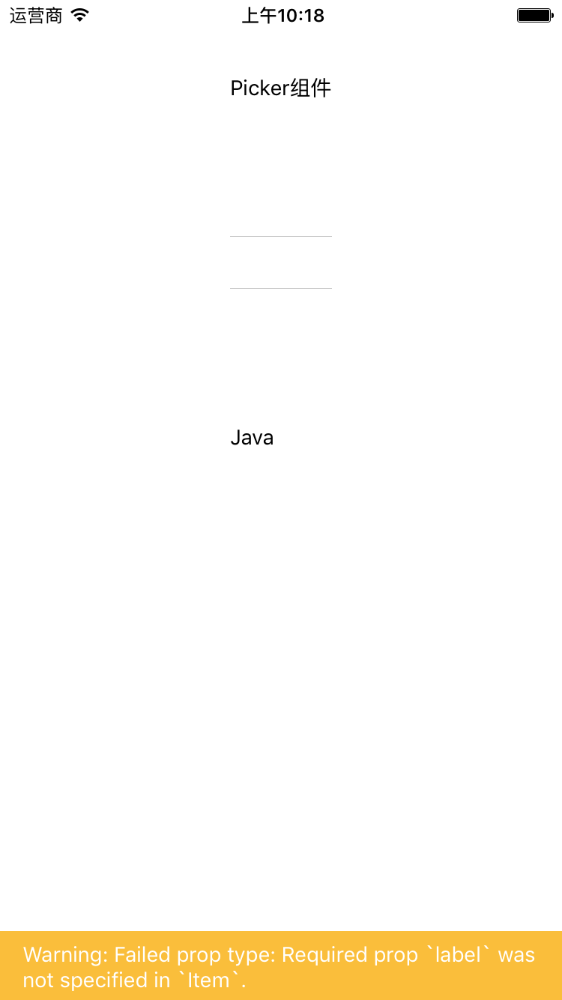 运营商 上午10:18
Picker组件
Java
Warning: Failed prop type: Required prop `label` was
not specified in `Item`.